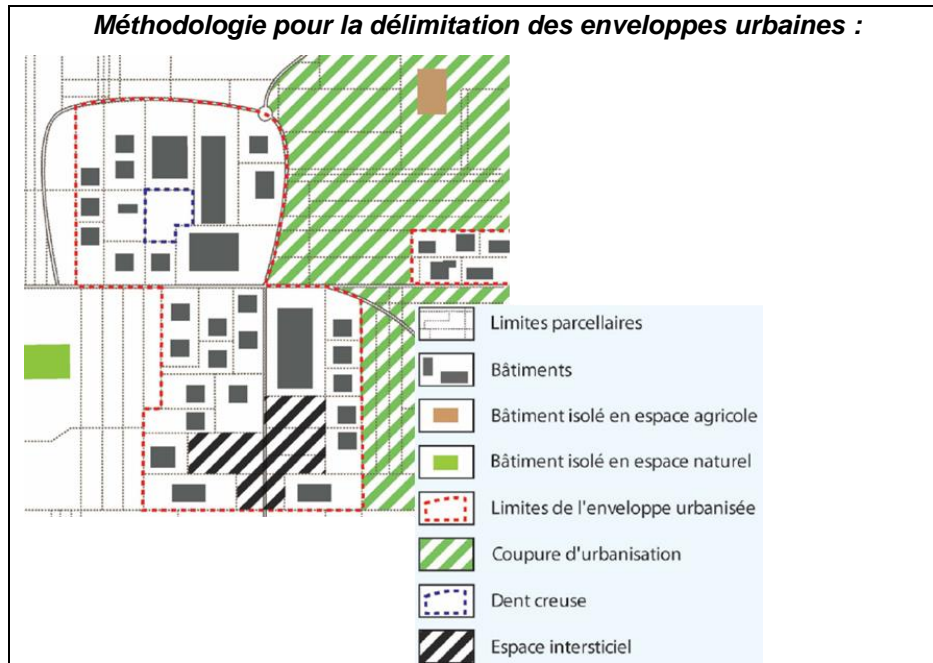 Méthodologie pour la délimitation des enveloppes urbaines :
Limites parcellaires
Bâtiments
Bâtiment isolé en espace agricole
Bâtiment isolé en espace naturel
Limites de l'enveloppe urbanisée
Coupure d'urbanisation
Dent creuse
Espace intersticiel